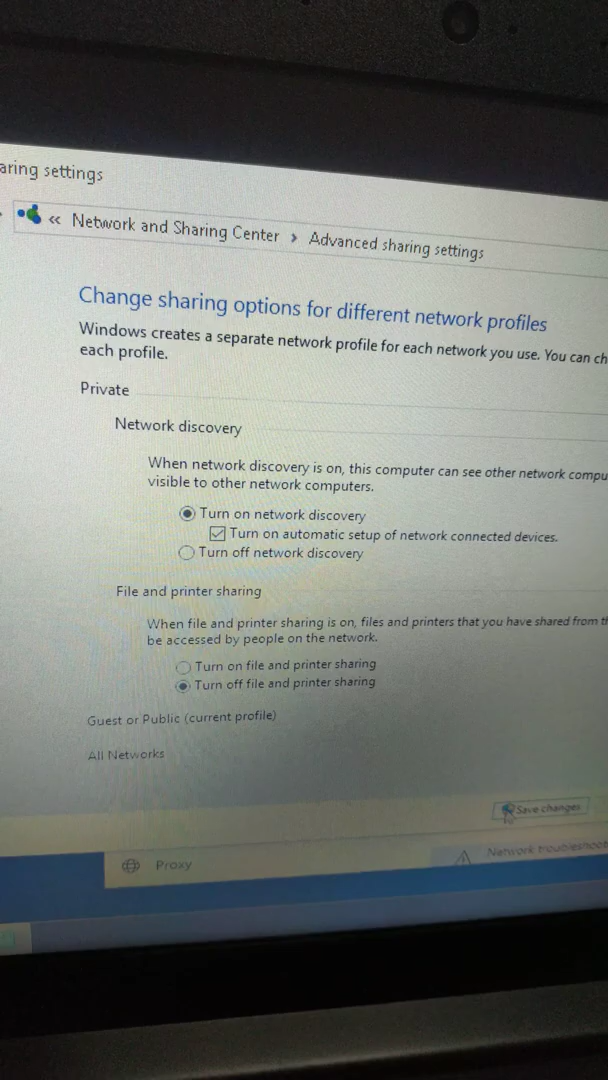 aring settings
« Network and Sharing Center › Advanced sharing settings
Change sharing options for different network profiles
Windows creates a separate network profile for each network you use. You can ch
each profile.
Private
Network discovery
When network discovery is on, this computer can see other network compu
visible to other network computers.
Turn on network discovery
Turn on automatic setup of network connected devices.
Turn off network discovery
File and printer sharing
When file and printer sharing is on, files and printers that you have shared from th
be accessed by people on the network.
Turn on file and printer sharing
Turn off file and printer sharing
Guest or Public (current profile)
All Networks
Save changes
Proxy
Network troubleshoot